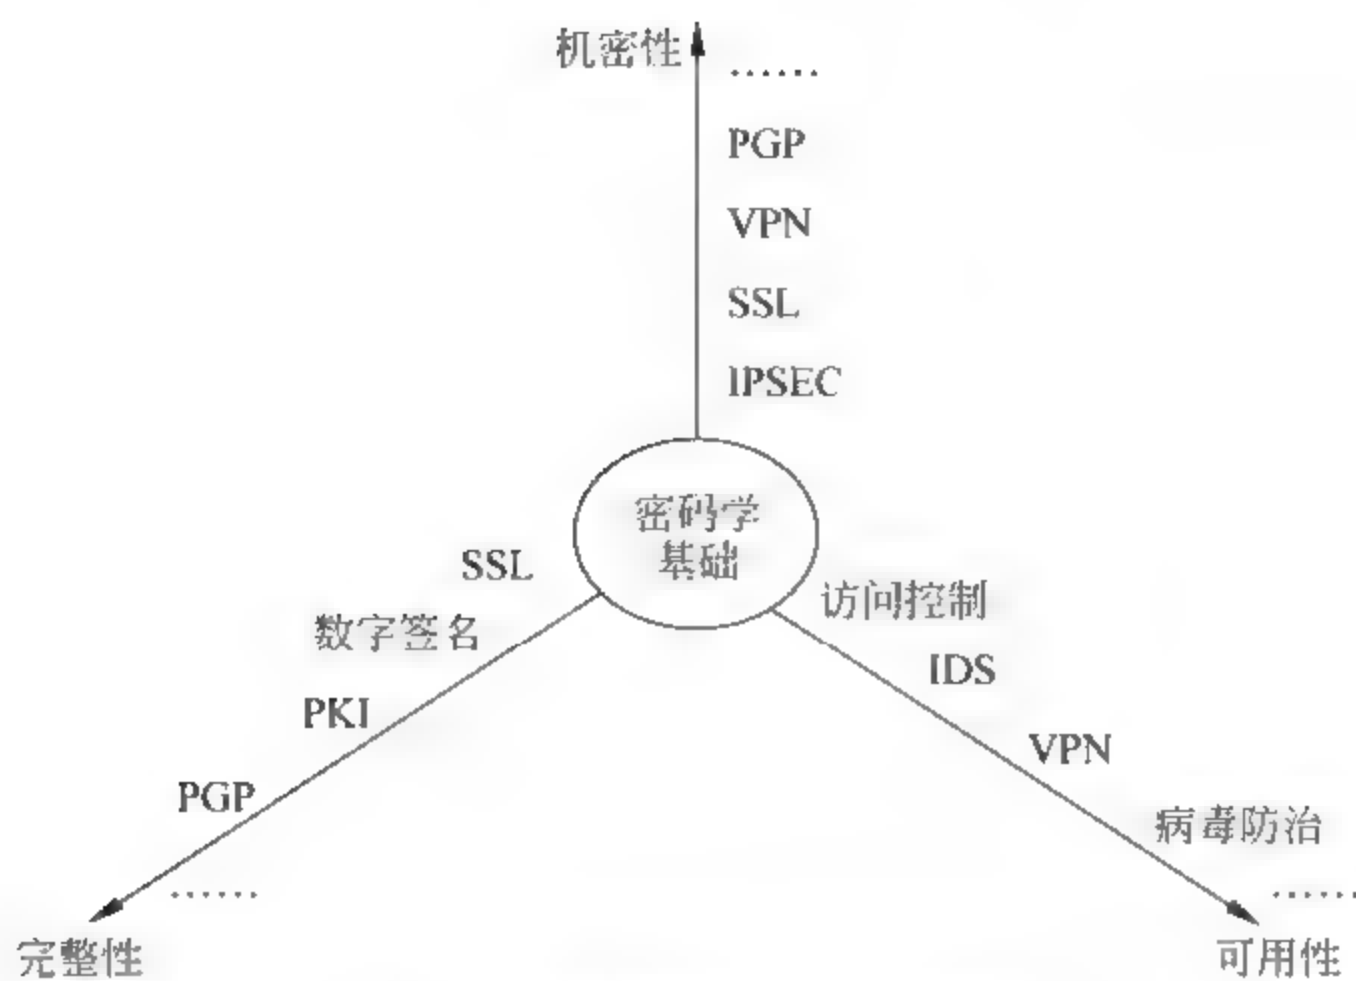 机密性
……
PGP
VPN
SSL
IPSEC
密码学
基础
SSL
数字签名
PKI
PGP
……
完整性
访问控制
IDS
VPN
病毒防治
……
可用性